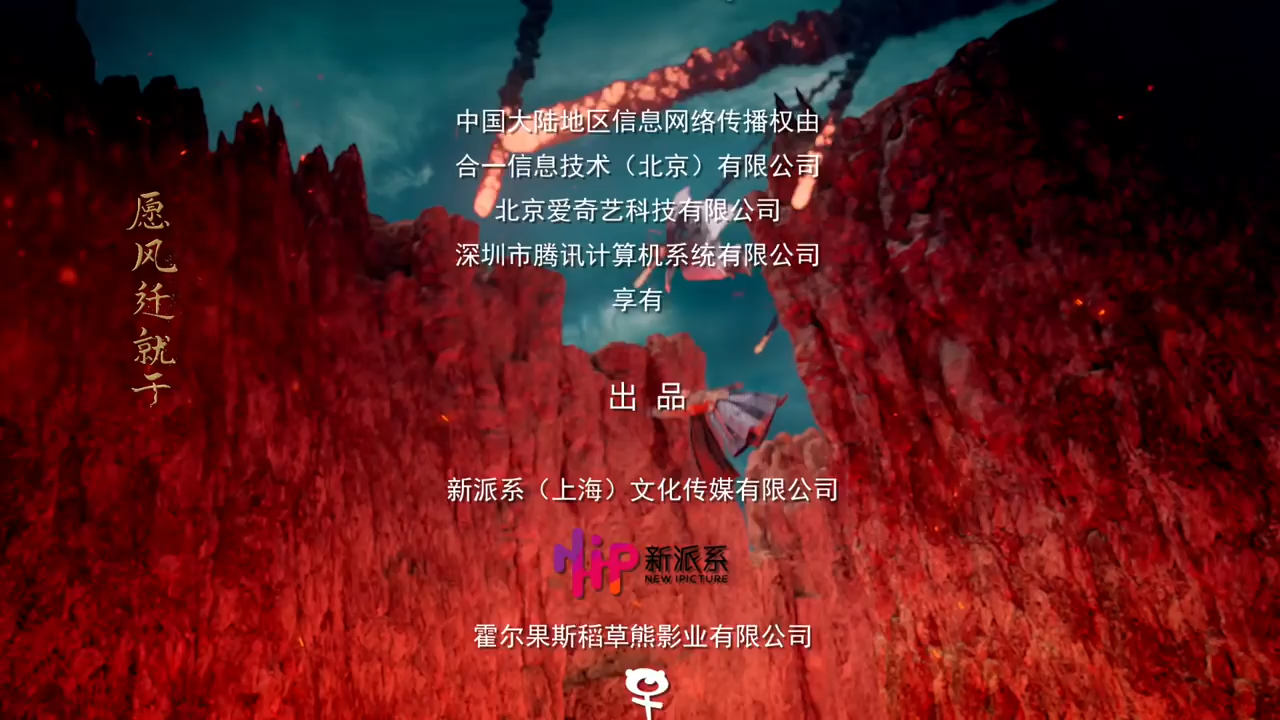 中国大陆地区信息网络传播权由
合一信息技术（北京）有限公司
北京爱奇艺科技有限公司
深圳市腾讯计算机系统有限公司
享有
愿风迁就于
出 品
新派系（上海）文化传媒有限公司
NiP
新派系
NEW IPICTURE
霍尔果斯稻草熊影业有限公司